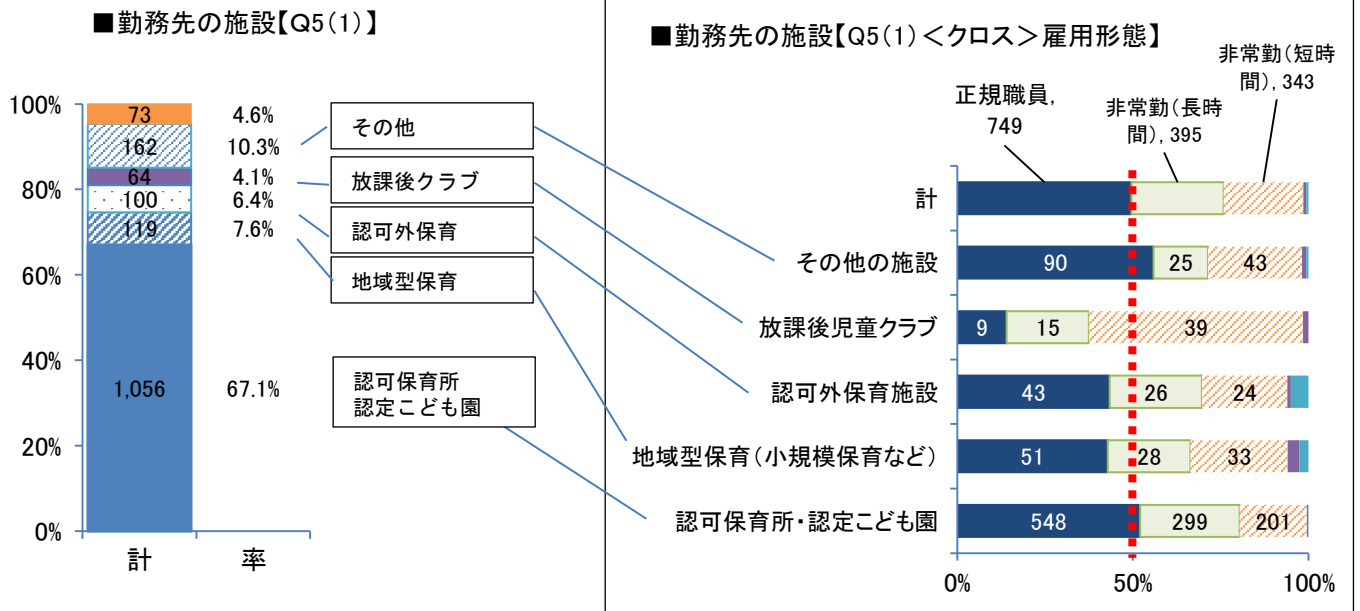 ■勤務先の施設【Q5(1)】
100%
80%
60%
40%
20%
0%
73
162
64
100
119
1,056
4.6%
10.3%
4.1%
6.4%
7.6%
67.1%
計
率
その他
放課後クラブ
認可外保育
地域型保育
認可保育所
認定こども園
■勤務先の施設【Q5(1)＜クロス＞雇用形態】
正規職員,
749
非常勤(長時
間), 395
非常勤(短時
間), 343
計
その他の施設
90
25
43
放課後児童クラブ
9
15
39
認可外保育施設
43
26
24
地域型保育(小規模保育など)
51
28
33
認可保育所・認定こども園
548
299
201
0%
50%
100%